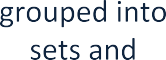 grouped into
sets and